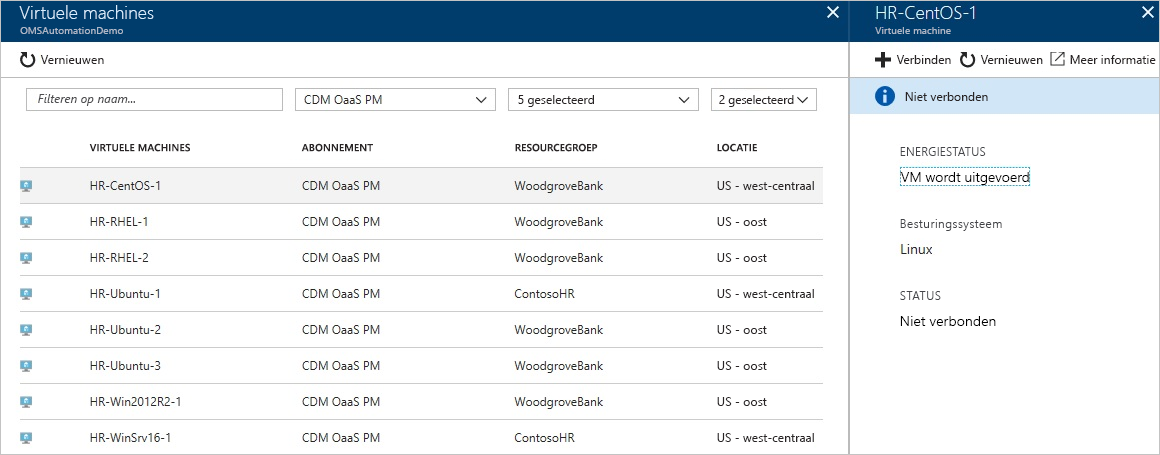 Virtuele machines
OMSAutomationDemo
Vernieuwen
Filteren op naam...
CDM OaaS PM
5 geselecteerd
2 geselecteerd
VIRTUELE MACHINES ABONNEMENT RESOURCEGROEP LOCATIE
HR-CentOS-1 CDM OaaS PM WoodgroveBank US - west-centraal
HR-RHEL-1 CDM OaaS PM WoodgroveBank US - oost
HR-RHEL-2 CDM OaaS PM WoodgroveBank US - oost
HR-Ubuntu-1 CDM OaaS PM ContosoHR US - west-centraal
HR-Ubuntu-2 CDM OaaS PM WoodgroveBank US - oost
HR-Ubuntu-3 CDM OaaS PM WoodgroveBank US - oost
HR-Win2012R2-1 CDM OaaS PM WoodgroveBank US - oost
HR-WinSrv16-1 CDM OaaS PM ContosoHR US - west-centraal
HR-CentOS-1
Virtuele machine
Verbinden Vernieuwen Meer informatie
Niet verbonden
ENERGIESTATUS
VM wordt uitgevoerd
Besturingssysteem
Linux
STATUS
Niet verbonden